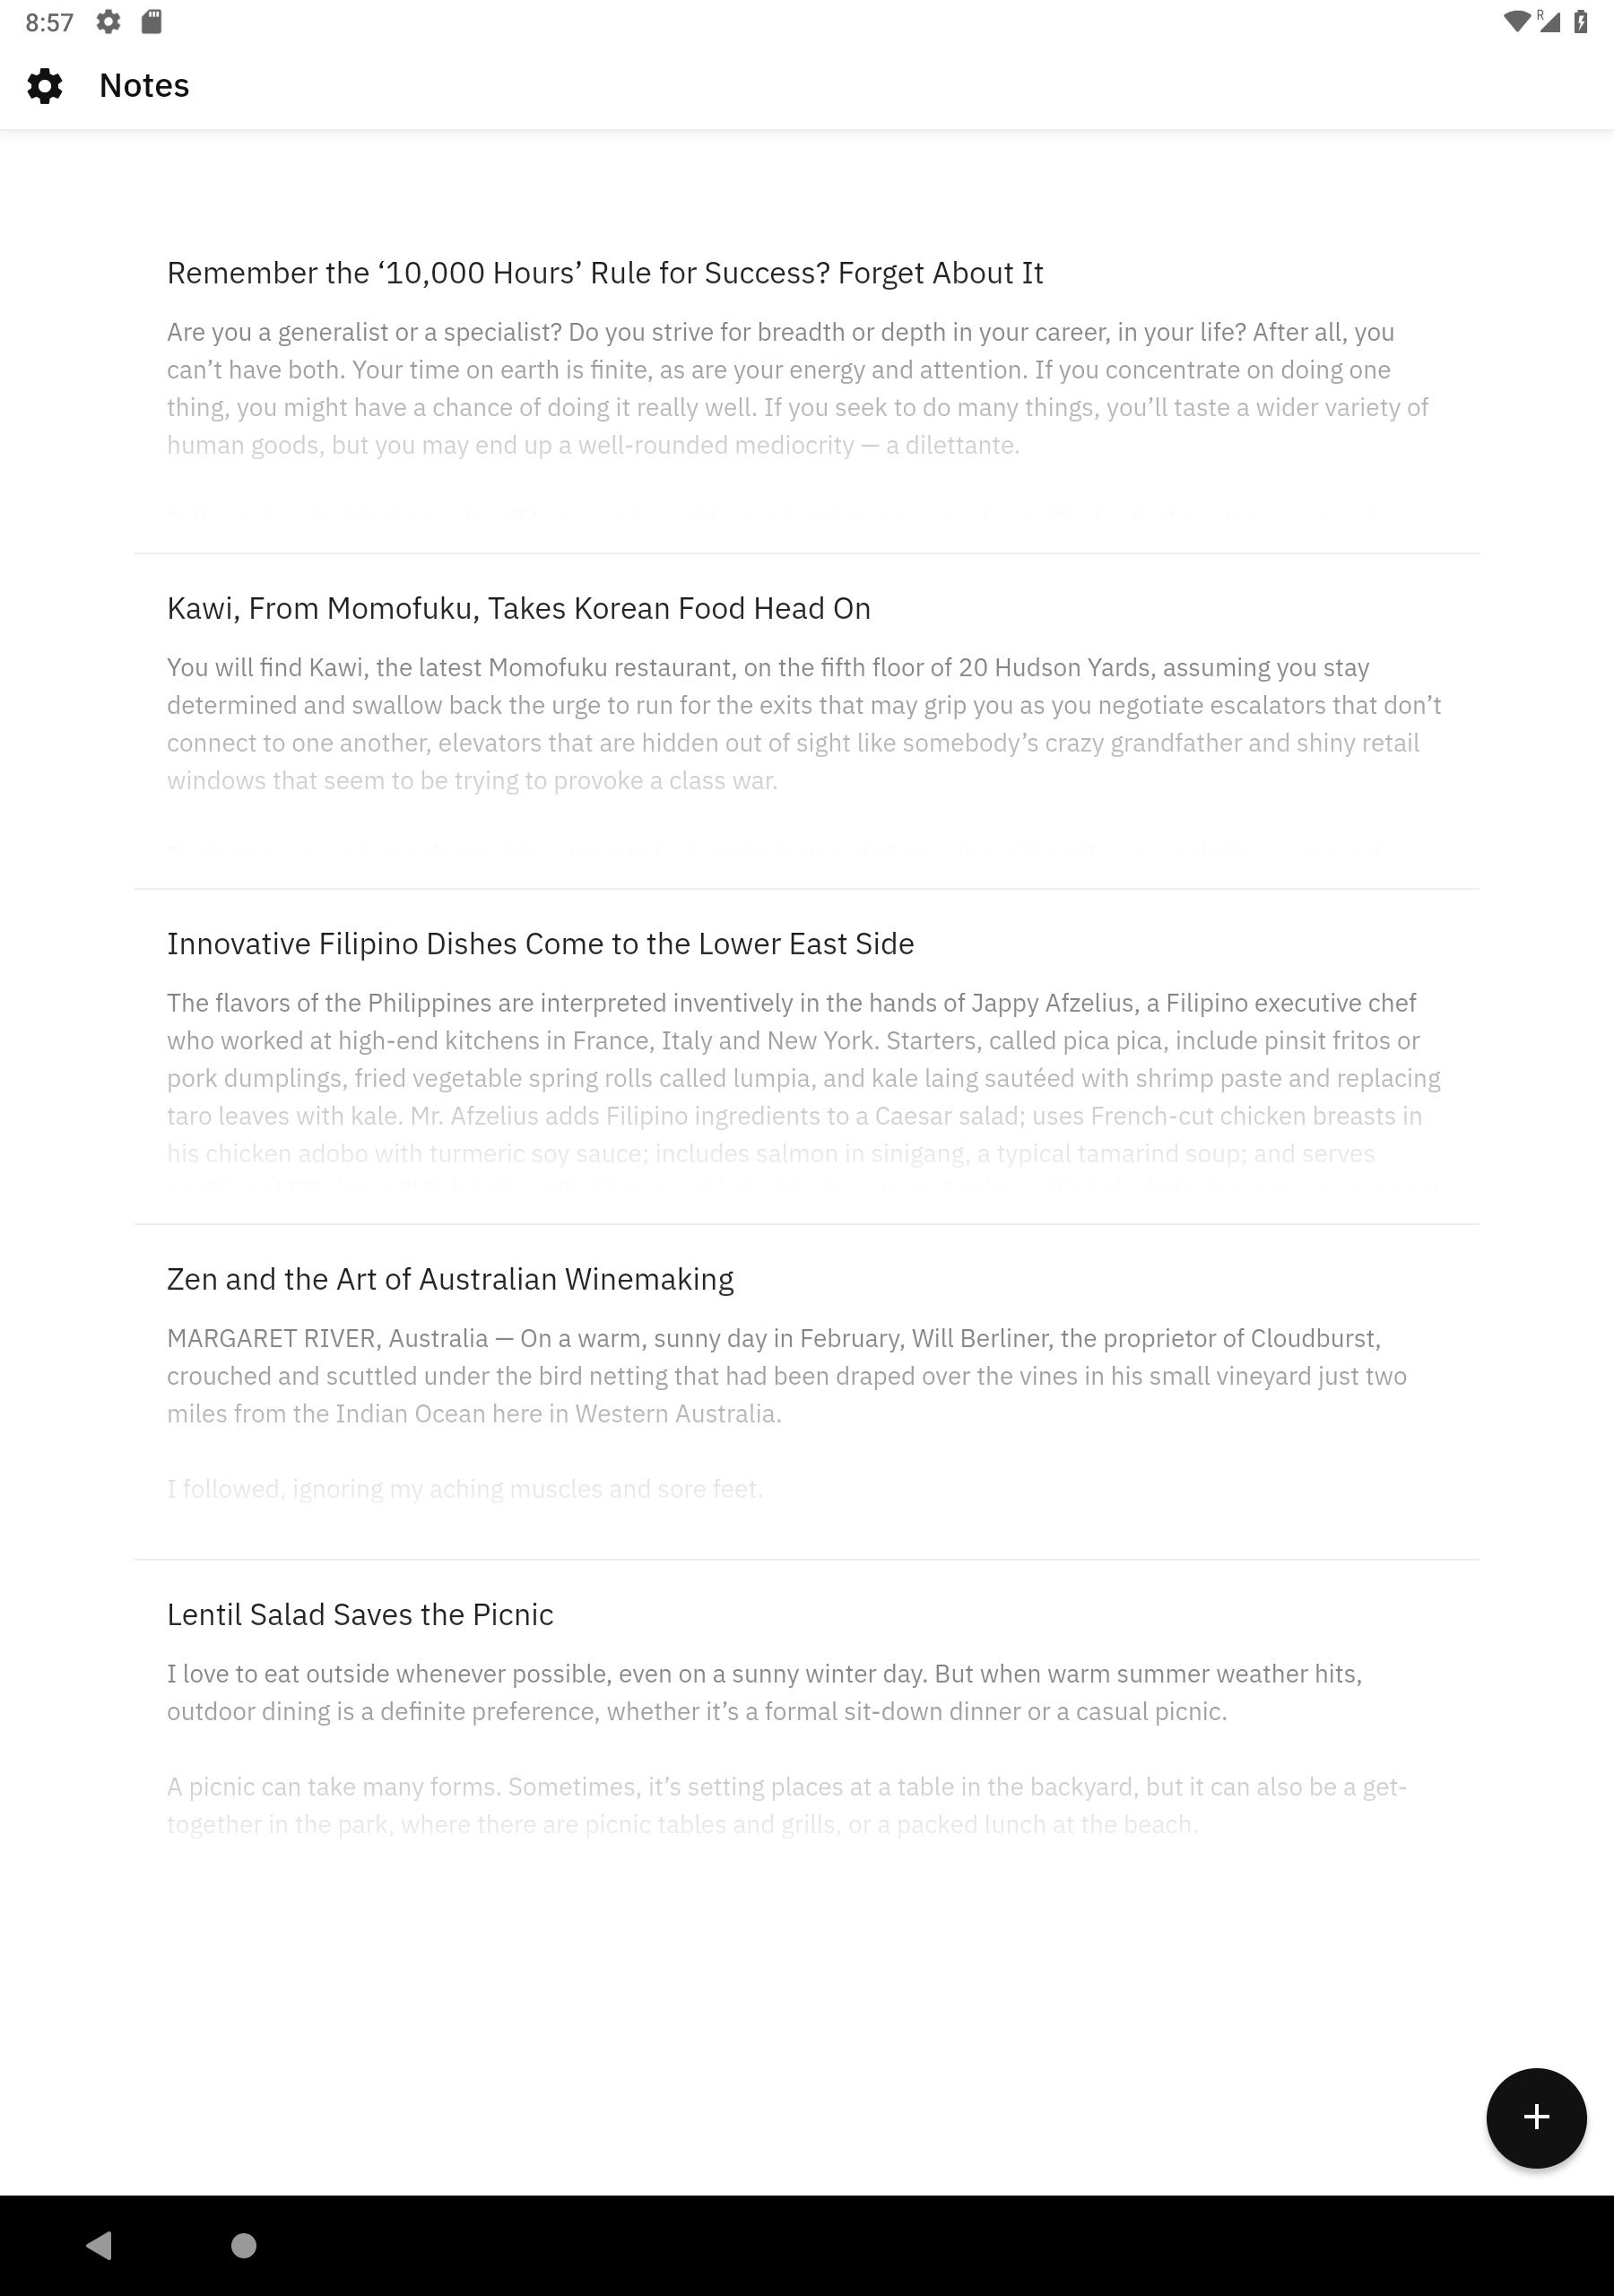 8:57
R
Notes
Remember the ‘10,000 Hours’ Rule for Success? Forget About It
Are you a generalist or a specialist? Do you strive for breadth or depth in your career, in your life? After all, you
can’t have both. Your time on earth is finite, as are your energy and attention. If you concentrate on doing one
thing, you might have a chance of doing it really well. If you seek to do many things, you’ll taste a wider variety of
human goods, but you may end up a well-rounded mediocrity — a dilettante.
Kawi, From Momofuku, Takes Korean Food Head On
You will find Kawi, the latest Momofuku restaurant, on the fifth floor of 20 Hudson Yards, assuming you stay
determined and swallow back the urge to run for the exits that may grip you as you negotiate escalators that don’t
connect to one another, elevators that are hidden out of sight like somebody’s crazy grandfather and shiny retail
windows that seem to be trying to provoke a class war.
Innovative Filipino Dishes Come to the Lower East Side
The flavors of the Philippines are interpreted inventively in the hands of Jappy Afzelius, a Filipino executive chef
who worked at high-end kitchens in France, Italy and New York. Starters, called pica pica, include pinsit fritos or
pork dumplings, fried vegetable spring rolls called lumpia, and kale laing sautéed with shrimp paste and replacing
taro leaves with kale. Mr. Afzelius adds Filipino ingredients to a Caesar salad; uses French-cut chicken breasts in
his chicken adobo with turmeric soy sauce; includes salmon in sinigang, a typical tamarind soup; and serves
Zen and the Art of Australian Winemaking
MARGARET RIVER, Australia — On a warm, sunny day in February, Will Berliner, the proprietor of Cloudburst,
crouched and scuttled under the bird netting that had been draped over the vines in his small vineyard just two
miles from the Indian Ocean here in Western Australia.
I followed, ignoring my aching muscles and sore feet.
Lentil Salad Saves the Picnic
I love to eat outside whenever possible, even on a sunny winter day. But when warm summer weather hits,
outdoor dining is a definite preference, whether it’s a formal sit-down dinner or a casual picnic.
A picnic can take many forms. Sometimes, it’s setting places at a table in the backyard, but it can also be a get-
together in the park, where there are picnic tables and grills, or a packed lunch at the beach.